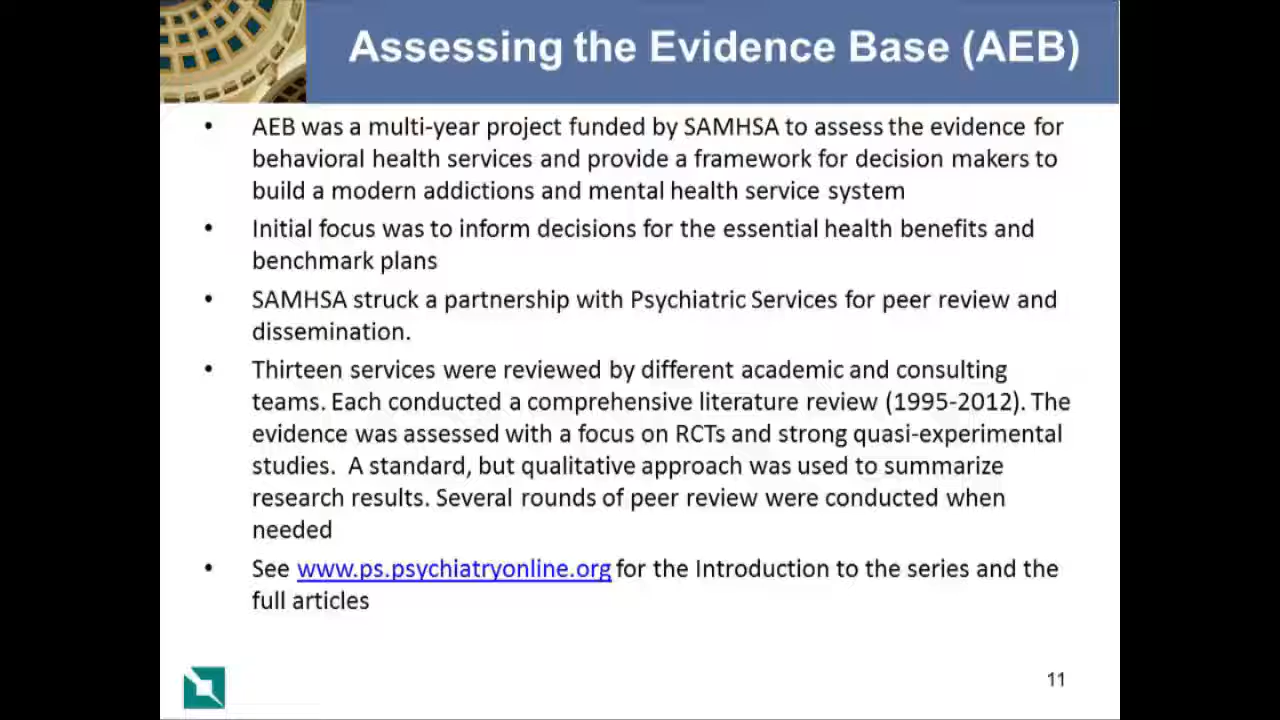 Assessing the Evidence Base (AEB)
• AEB was a multi-year project funded by SAMHSA to assess the evidence for
behavioral health services and provide a framework for decision makers to
build a modern addictions and mental health service system
• Initial focus was to inform decisions for the essential health benefits and
benchmark plans
• SAMHSA struck a partnership with Psychiatric Services for peer review and
dissemination.
• Thirteen services were reviewed by different academic and consulting
teams. Each conducted a comprehensive literature review (1995-2012). The
evidence was assessed with a focus on RCTs and strong quasi-experimental
studies.  A standard, but qualitative approach was used to summarize
research results. Several rounds of peer review were conducted when
needed
• See www.ps.psychiatryonline.org for the Introduction to the series and the
full articles
11